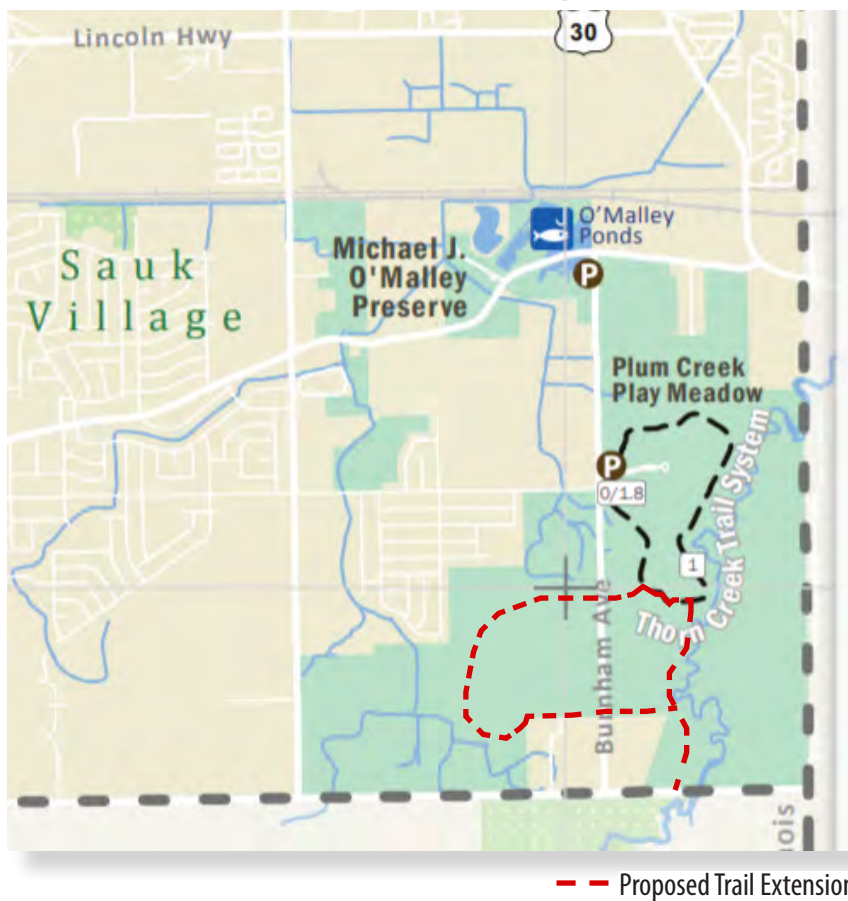 Lincoln Hwy
30
O'Malley
Ponds
Michael J.
O'Malley
Preserve
P
Sauk
Village
Plum Creek
Play Meadow
P
0/1.8
1
Thorn Creek Trail System
Burnham Ave
nois
Proposed Trail Extension